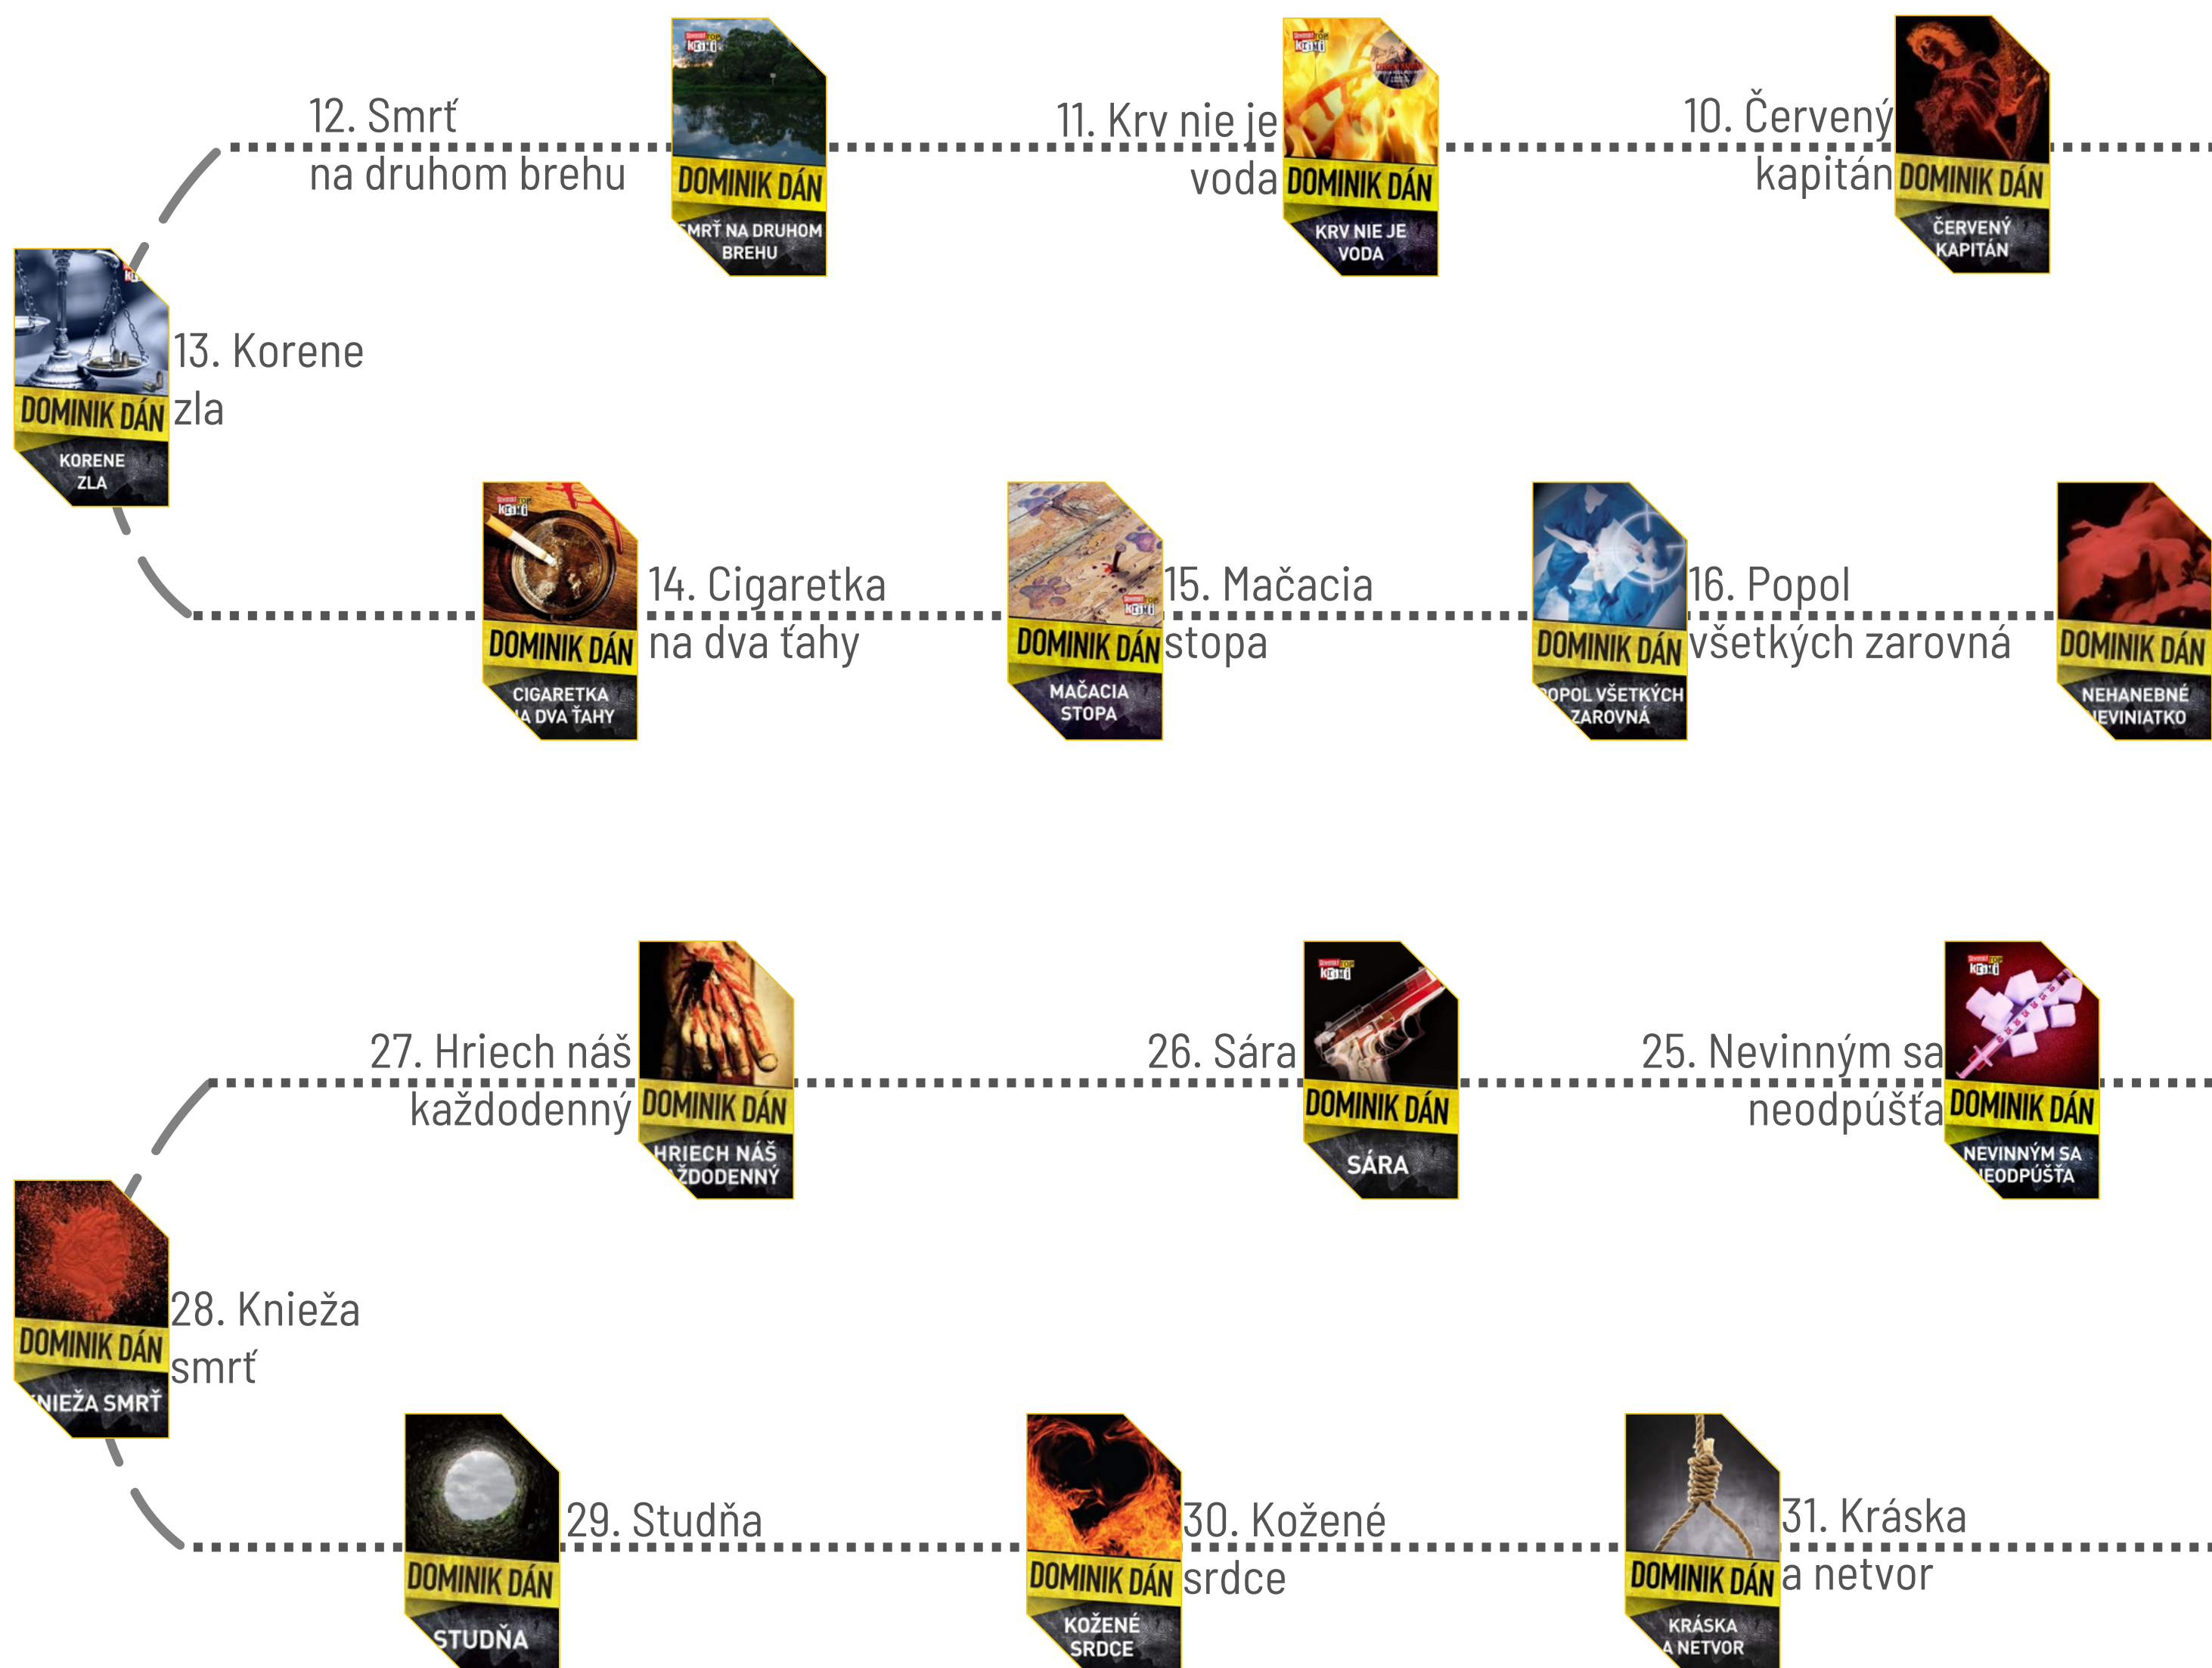 12. Smrť
na druhom brehu
DOMINIK DÁN
SMRŤ NA DRUHOM
BREHU
11. Krv nie je
voda
DOMINIK DÁN
KRV NIE JE
VODA
10. Červený
kapitán
DOMINIK DÁN
ČERVENÝ
KAPITÁN
DOMINIK DÁN
KORENE
ZLA
13. Korene
zla
DOMINIK DÁN
CIGARETKA
NA DVA ŤAHY
14. Cigaretka
na dva ťahy
DOMINIK DÁN
MAČACIA
STOPA
15. Mačacia
stopa
DOMINIK DÁN
POPOL VŠETKÝCH
ZAROVNÁ
16. Popol
všetkých zarovná
DOMINIK DÁN
NEHANEBNÉ
NEVINIATKO
27. Hriech náš
každodenný
DOMINIK DÁN
HRIECH NÁŠ
ŽDODENNÝ
26. Sára
DOMINIK DÁN
SÁRA
25. Nevinným sa
neodpúšťa
DOMINIK DÁN
NEVINNÝM SA
NEODPÚŠŤA
DOMINIK DÁN
NIEŽA SMRŤ
28. Knieža
smrť
DOMINIK DÁN
STUDŇA
29. Studňa
DOMINIK DÁN
KOŽENÉ
SRDCE
30. Kožené
srdce
DOMINIK DÁN
KRÁSKA
A NETVOR
31. Kráska
a netvor